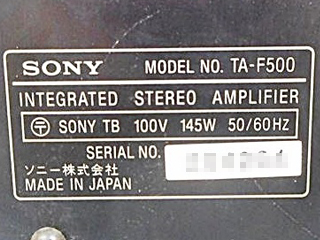 SONY MODEL NO. TA-F500
INTEGRATED STEREO AMPLIFIER
〒 SONY TB 100V 145W 50/60Hz
SERIAL NO.
ソニー株式会社
MADE IN JAPAN